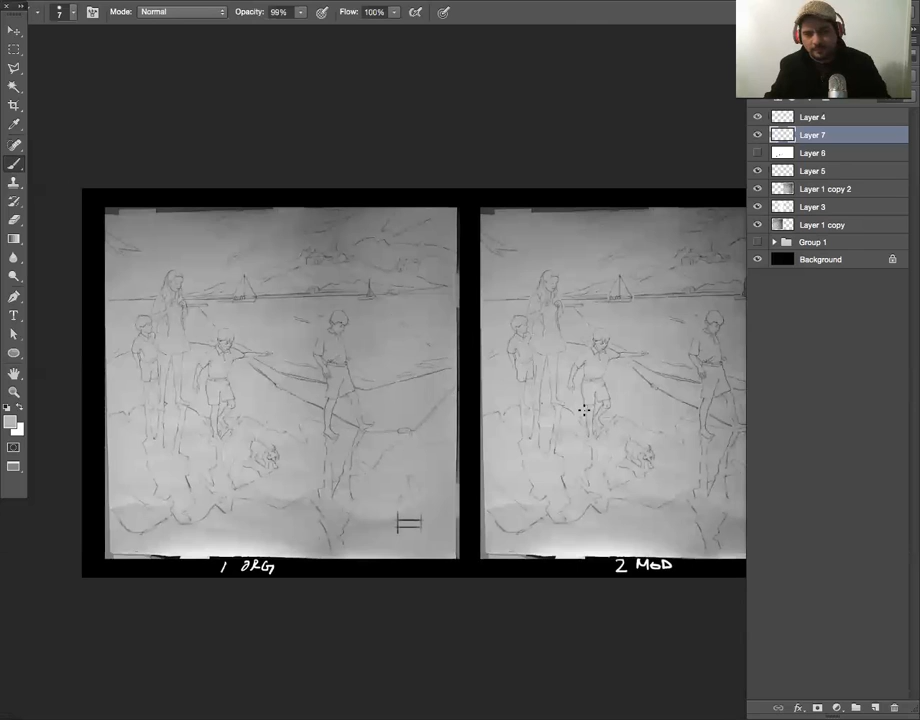 7 Mode: Normal Opacity: 99% Flow: 100%
Layer 4
Layer 7
Layer 6
Layer 5
Layer 1 copy 2
Layer 3
Layer 1 copy
Group 1
Background
1 ORG
2 MOD